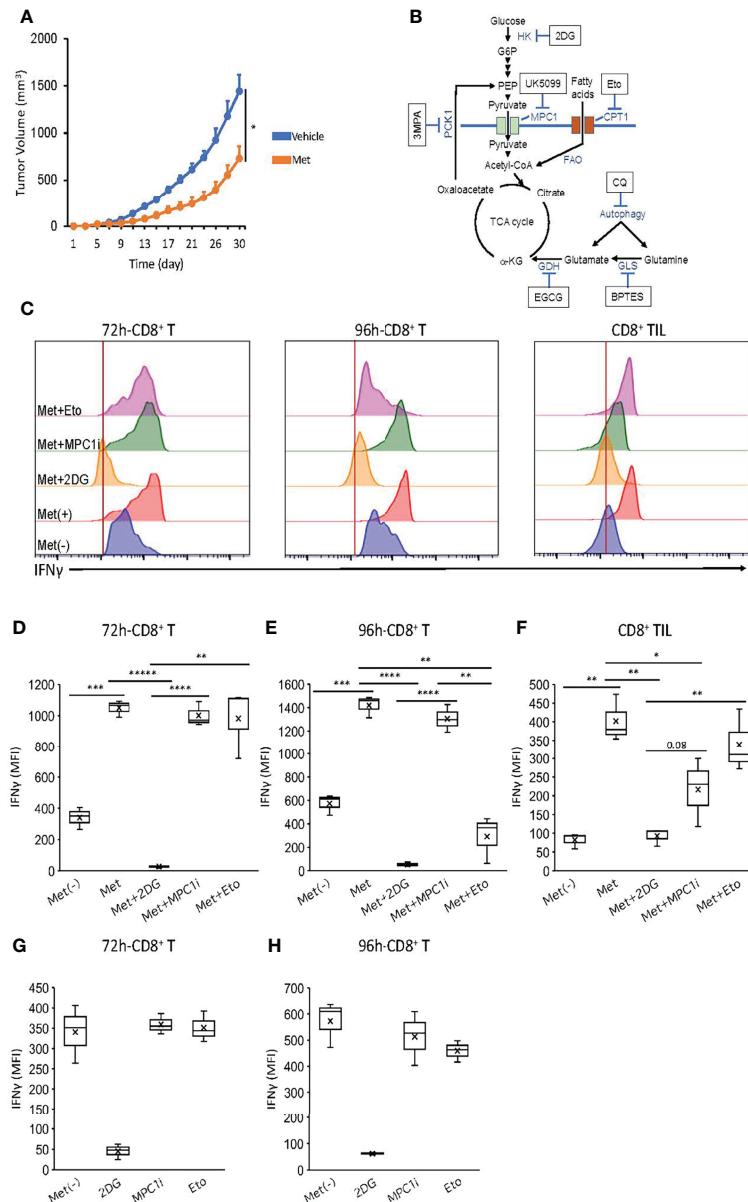 A
2000
1500
1000
500
0
Tumor Volume (mm³)
1 5 7 9 13 16 19 22 26 30
Time (day)
*
Vehicle
Met
B
Glucose
HK
2DG
G6P
PEP
UK5099
Fatty
acids
Eto
3MPA
PCK1
Pyruvate
MPC1
CPT1
Pyruvate
Acetyl-CoA
FAO
Oxaloacetate
Citrate
CQ
Autophagy
TCA cycle
α-KG
Glutamate
Glutamine
GDH
GLS
EGCG
BPTES
C
72h-CD8⁺ T
96h-CD8⁺ T
CD8⁺ TIL
Met+Eto
Met+MPC1i
Met+2DG
Met(+)
Met(-)
IFNγ
D
72h-CD8⁺ T
*** ***** **** **
1200
1000
800
600
400
200
0
IFNγ (MFI)
Met(-) Met Met+2DG Met+MPC1i Met+Eto
E
96h-CD8⁺ T
*** **** ** **** **
1600
1400
1200
1000
800
600
400
200
0
IFNγ (MFI)
Met(-) Met Met+2DG Met+MPC1i Met+Eto
F
CD8⁺ TIL
** ** * ** 0.08
500
450
400
350
300
250
200
150
100
50
0
IFNγ (MFI)
Met(-) Met Met+2DG Met+MPC1i Met+Eto
G
72h-CD8⁺ T
450
400
350
300
250
200
150
100
50
0
IFNγ (MFI)
Met(-) 2DG MPC1i Eto
H
96h-CD8⁺ T
700
600
500
400
300
200
100
0
IFNγ (MFI)
Met(-) 2DG MPC1i Eto